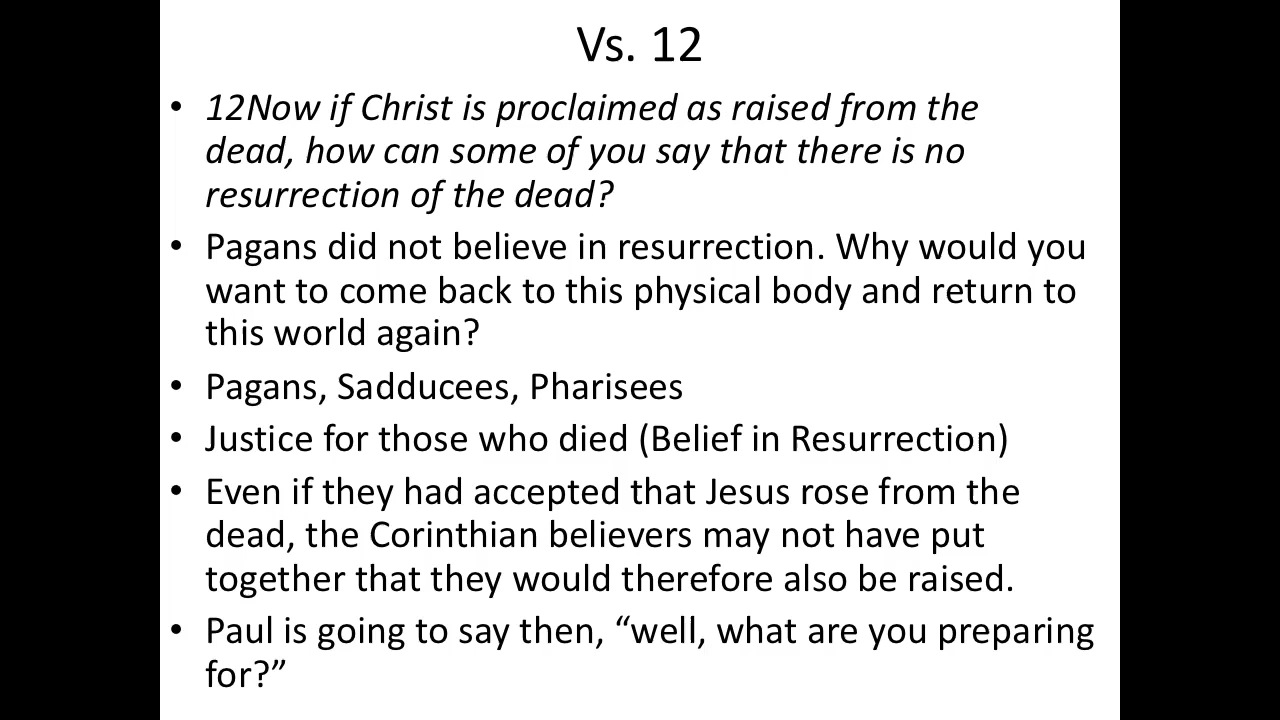 Vs. 12
• 12Now if Christ is proclaimed as raised from the
dead, how can some of you say that there is no
resurrection of the dead?
• Pagans did not believe in resurrection. Why would you
want to come back to this physical body and return to
this world again?
• Pagans, Sadducees, Pharisees
• Justice for those who died (Belief in Resurrection)
• Even if they had accepted that Jesus rose from the
dead, the Corinthian believers may not have put
together that they would therefore also be raised.
• Paul is going to say then, “well, what are you preparing
for?”